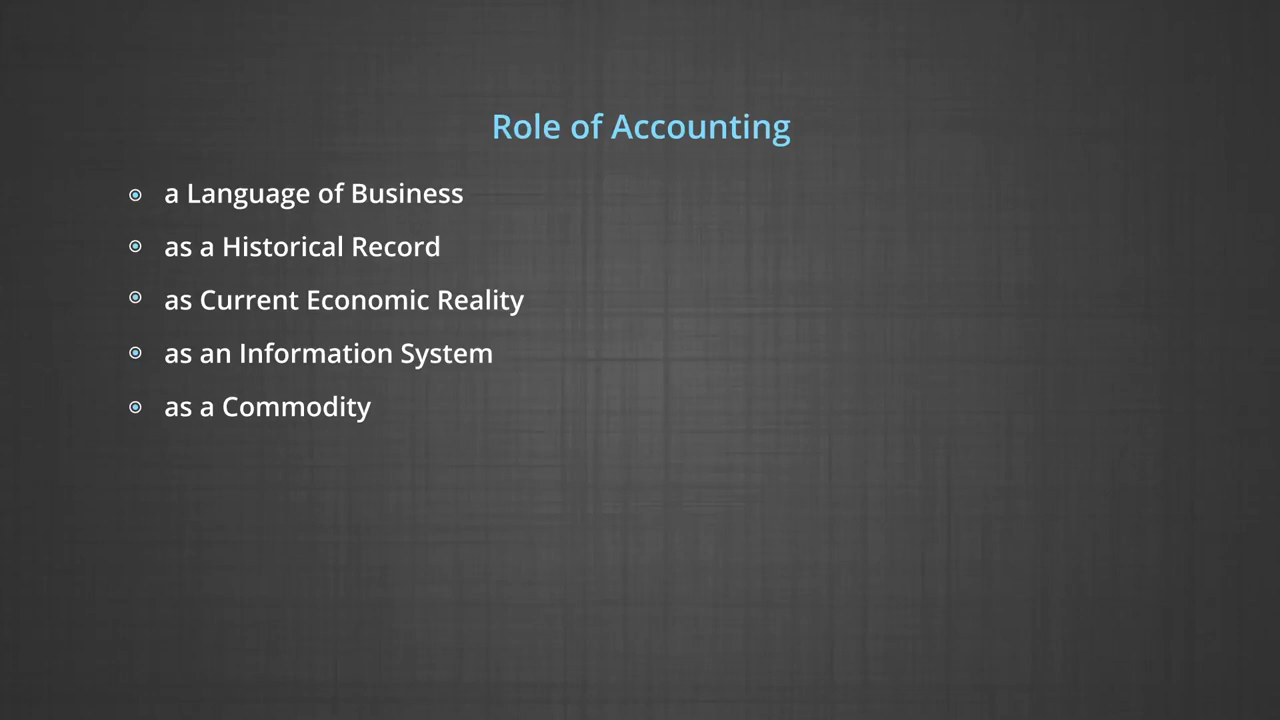 Role of Accounting
a Language of Business
as a Historical Record
as Current Economic Reality
as an Information System
as a Commodity